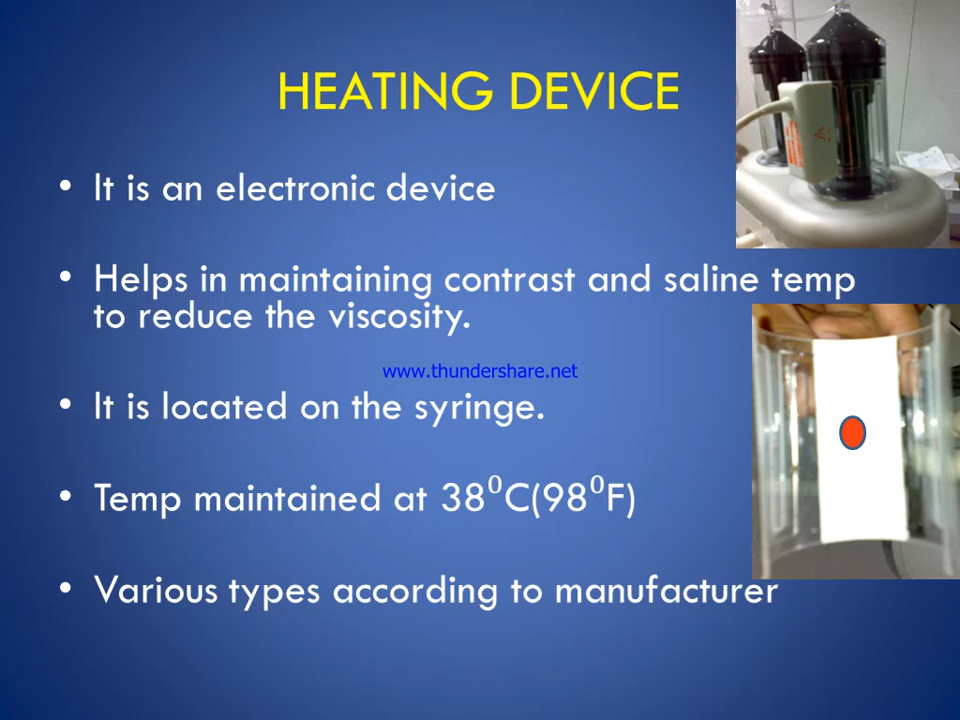 HEATING DEVICE
• It is an electronic device
• Helps in maintaining contrast and saline temp
to reduce the viscosity.
www.thundershare.net
• It is located on the syringe.
• Temp maintained at 38⁰C(98⁰F)
• Various types according to manufacturer